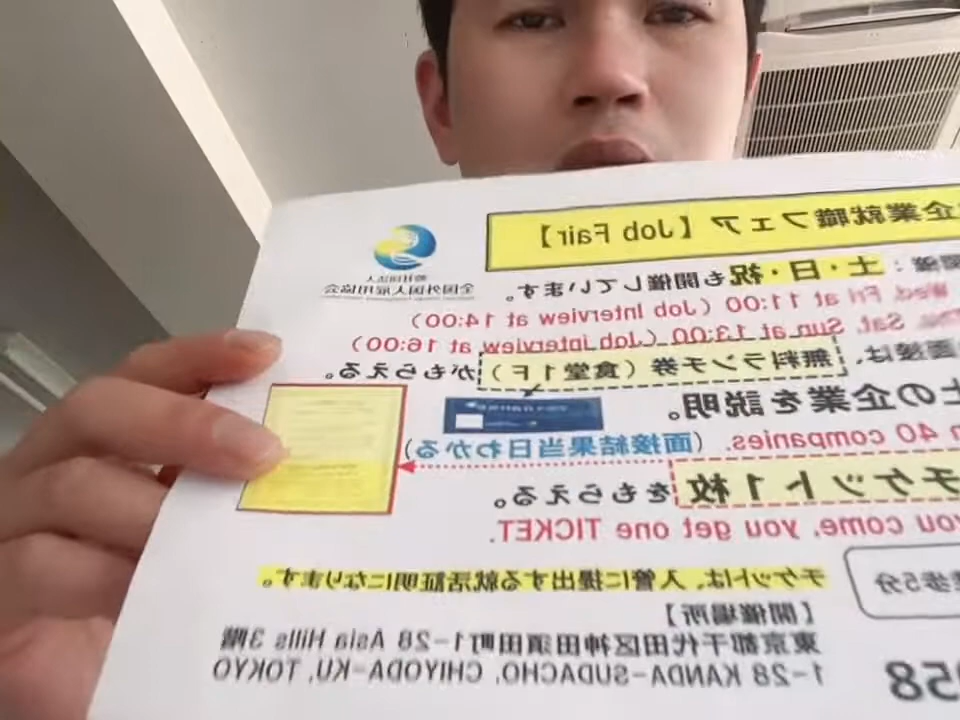 企業就職フェア【Job Fair】
一般社団法人
全国外国人雇用協会
開催：土・日・祝も開催しています。
Wed, Fri at 11:00 (Job Interview at 14:00)
Sat, Sun at 13:00 (Job Interview at 16:00)
面接は、無料ランチ券（食堂１Ｆ）がもらえる。
の企業を説明。
40 companies.（面接結果当日わかる）
チケット１枚をもらえる。
you come, you get one TICKET.
チケットは、入管に提出する就活証明になります。
歩5分
【開催場所】
東京都千代田区神田須田町1-28 Asia Hills 3階
1-28 KANDA-SUDACHO, CHIYODA-KU, TOKYO
058